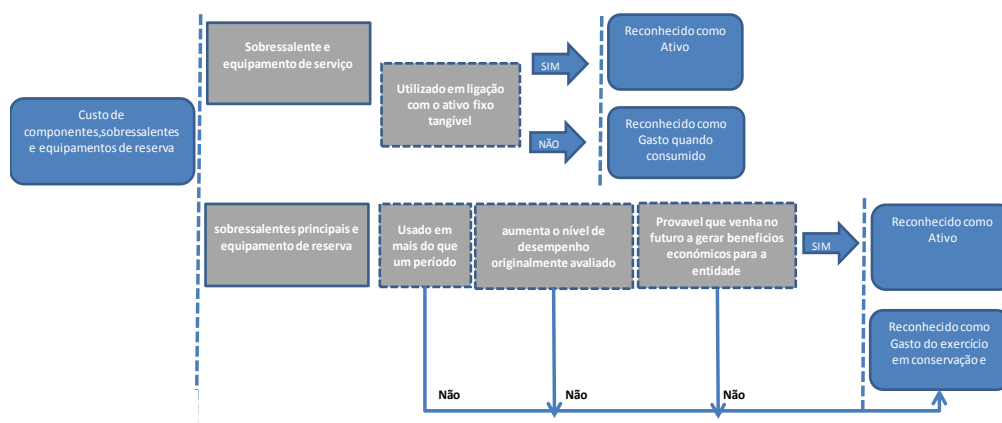 Custo de
componentes,sobressalentes
e equipamentos de reserva
Sobressalente e
equipamento de serviço
Utilizado em ligação
com o ativo fixo
tangível
SIM
Reconhecido como
Ativo
NÃO
Reconhecido como
Gasto quando
consumido
sobressalentes principais e
equipamento de reserva
Usado em
mais do que
um período
aumenta o nível de
desempenho
originalmente avaliado
Provavel que venha no
futuro a gerar beneficios
económicos para a
entidade
SIM
Reconhecido como
Ativo
Reconhecido como
Gasto do exercício
em conservação e
Não
Não
Não